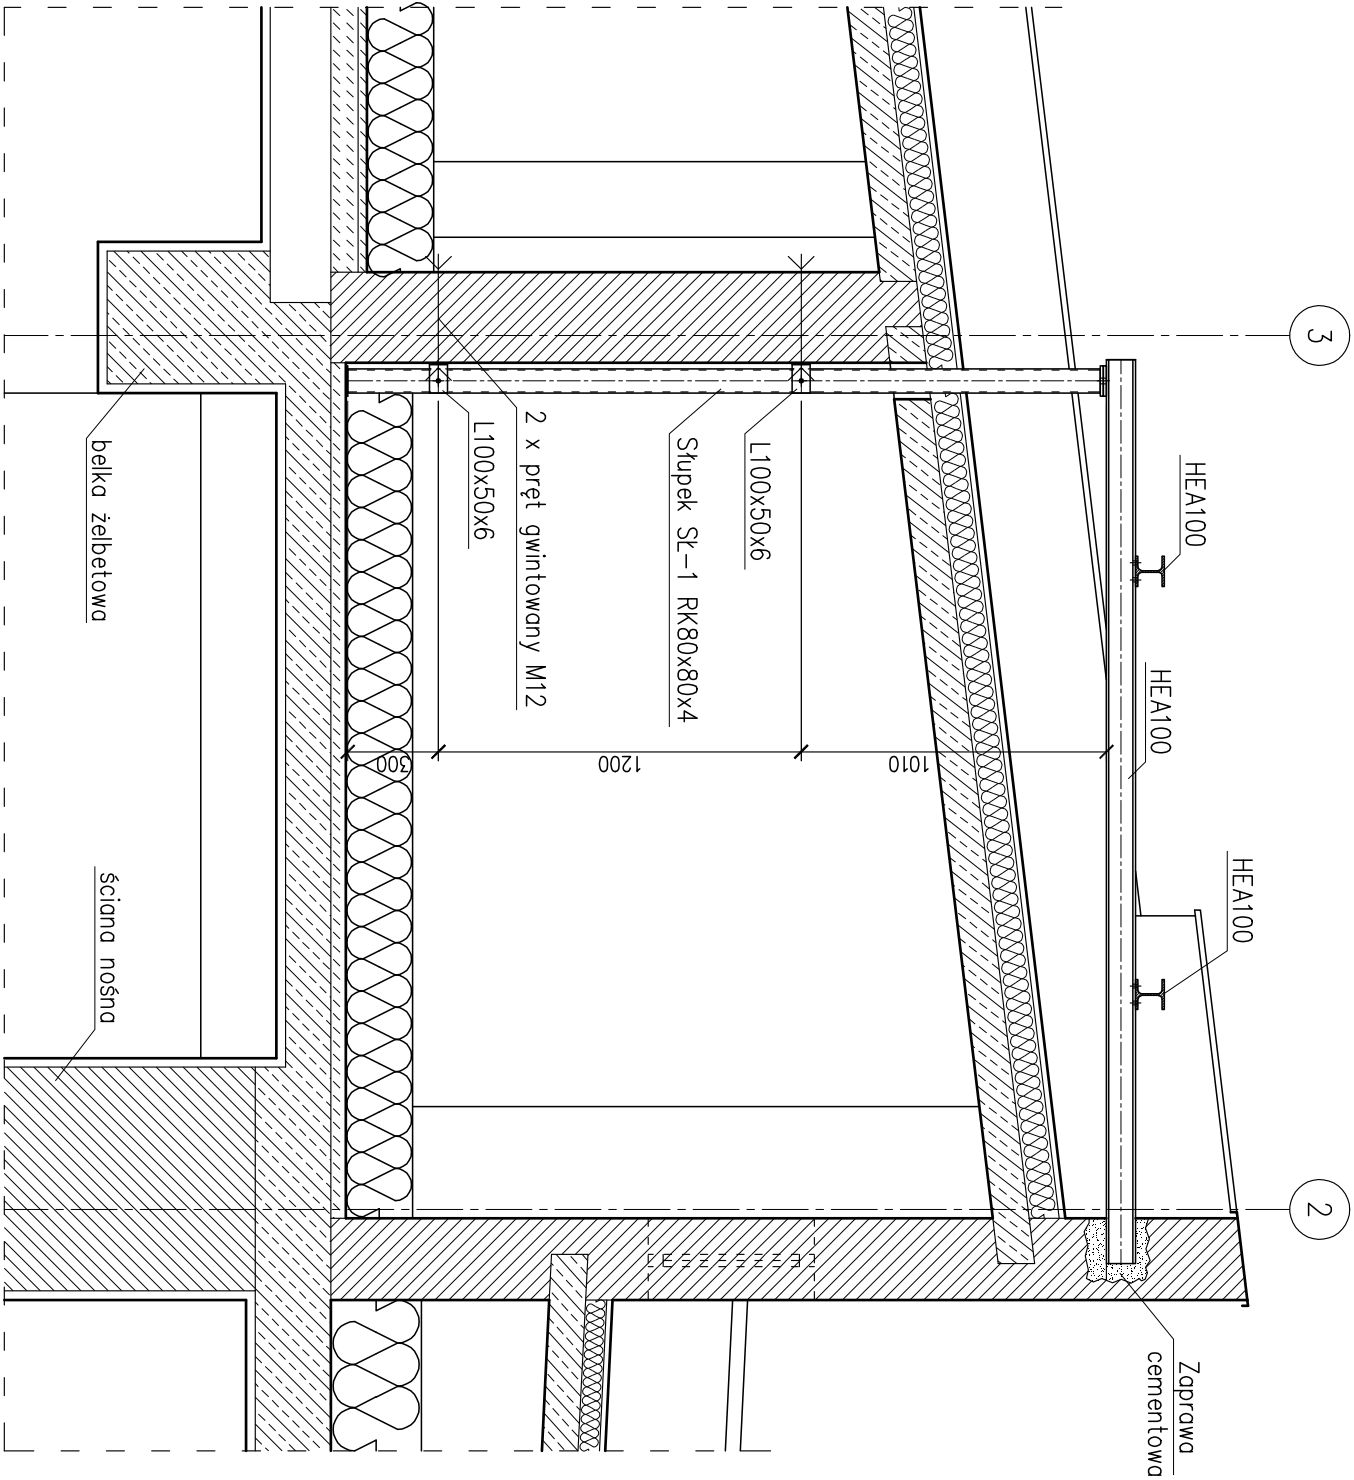 3
2
HEA100
HEA100
HEA100
L100x50x6
Słupek SŁ-1 RK80x80x4
2 x pręt gwintowany M12
L100x50x6
300
1200
1010
belka żelbetowa
ściana nośna
Zaprawa
cementowa